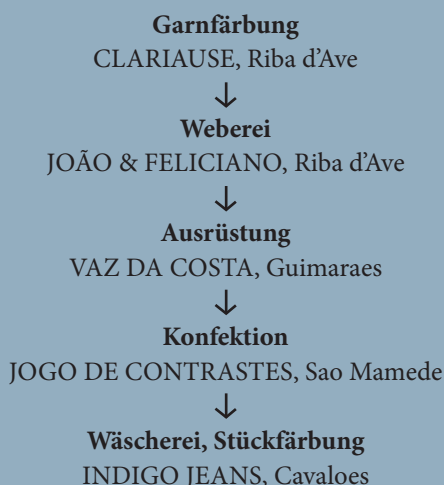 Garnfärbung
CLARIAUSE, Riba d’Ave
↓
Weberei
JOÃO & FELICIANO, Riba d’Ave
↓
Ausrüstung
VAZ DA COSTA, Guimaraes
↓
Konfektion
JOGO DE CONTRASTES, Sao Mamede
↓
Wäscherei, Stückfärbung
INDIGO JEANS, Cavaloes